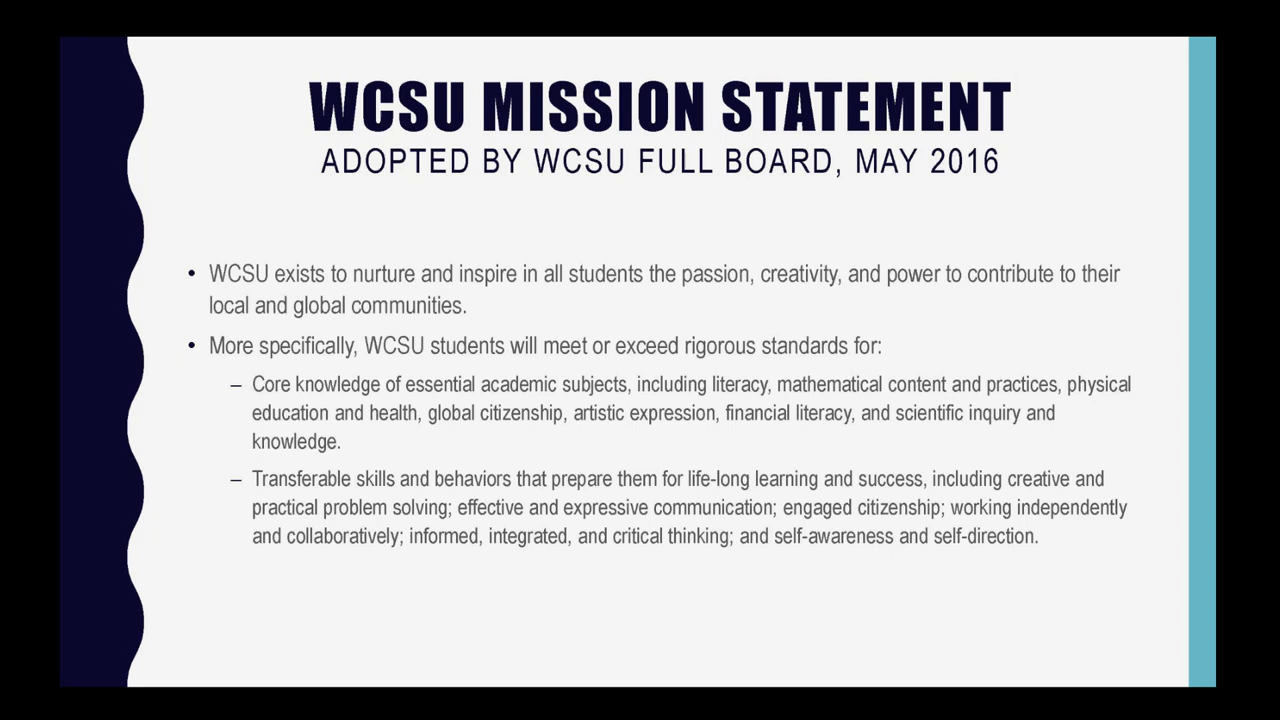 WCSU MISSION STATEMENT
ADOPTED BY WCSU FULL BOARD, MAY 2016
• WCSU exists to nurture and inspire in all students the passion, creativity, and power to contribute to their
local and global communities.
• More specifically, WCSU students will meet or exceed rigorous standards for:
– Core knowledge of essential academic subjects, including literacy, mathematical content and practices, physical
education and health, global citizenship, artistic expression, financial literacy, and scientific inquiry and
knowledge.
– Transferable skills and behaviors that prepare them for life-long learning and success, including creative and
practical problem solving; effective and expressive communication; engaged citizenship; working independently
and collaboratively; informed, integrated, and critical thinking; and self-awareness and self-direction.